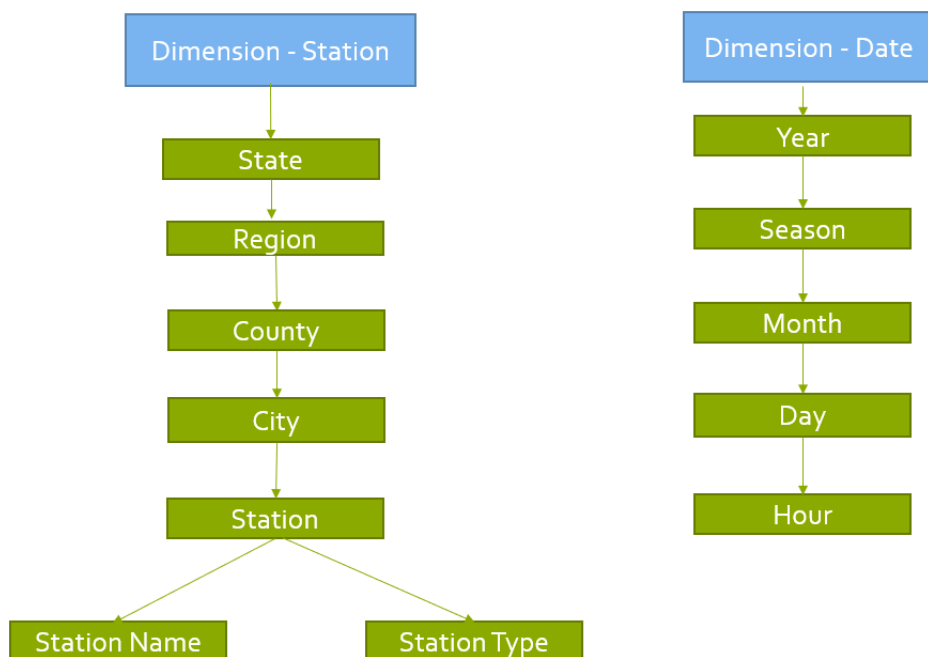 Dimension - Station
State
Region
County
City
Station
Station Name
Station Type
Dimension - Date
Year
Season
Month
Day
Hour